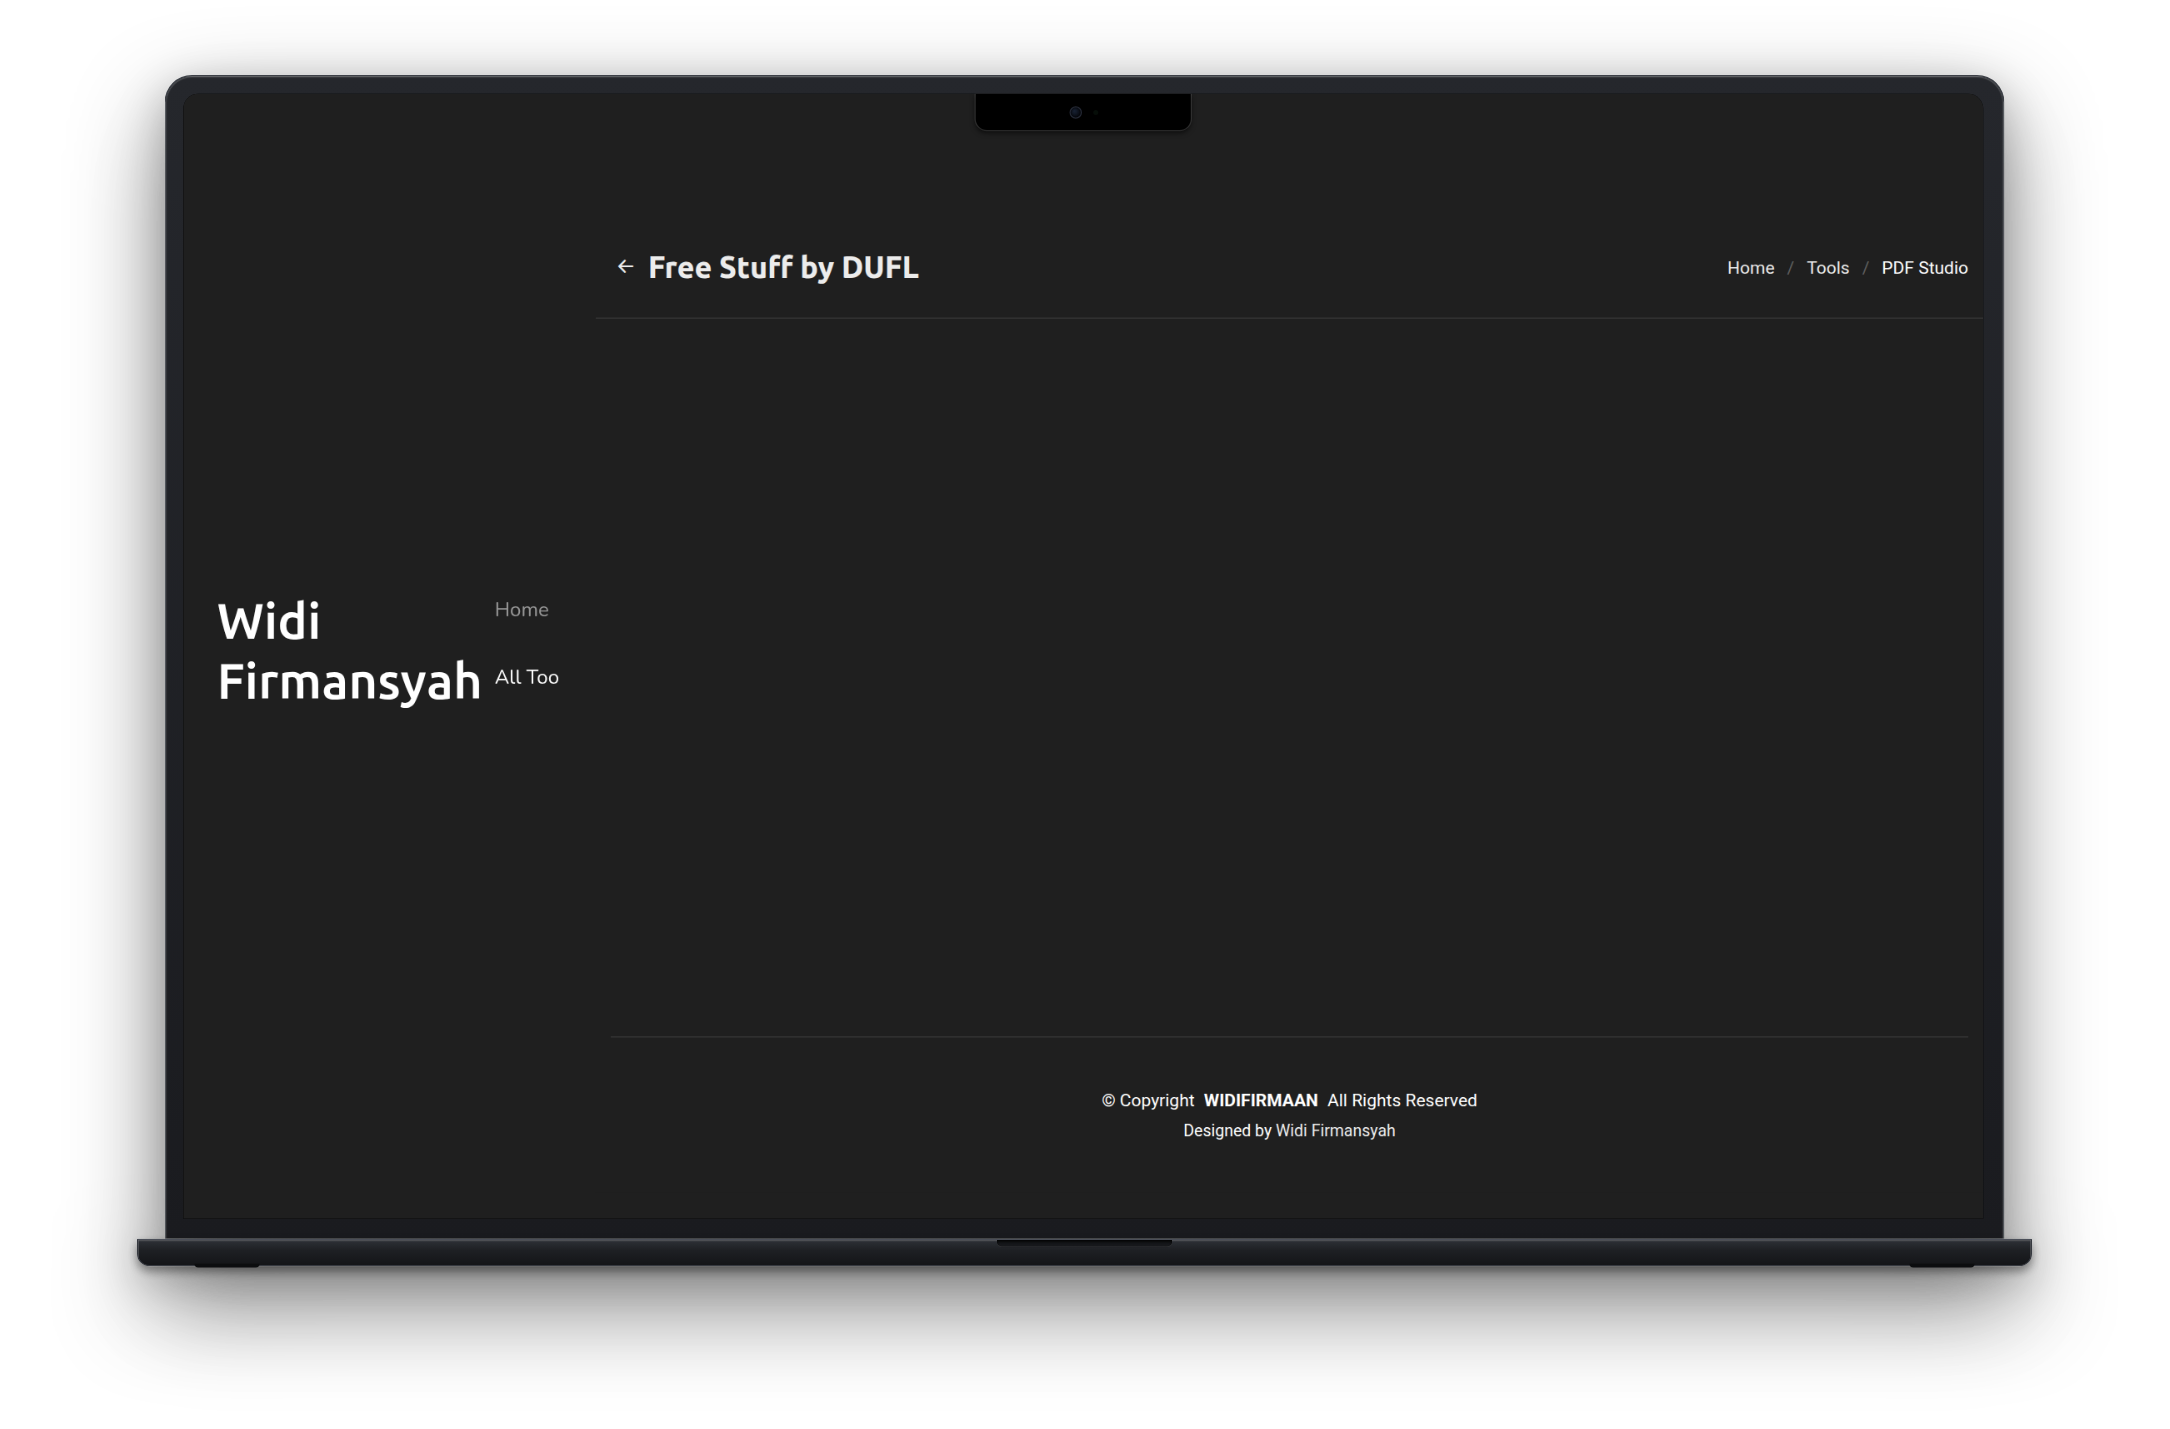 ← Free Stuff by DUFL
Home / Tools / PDF Studio
Widi
Firmansyah
Home
All Too
© Copyright WIDIFIRMAAN All Rights Reserved
Designed by Widi Firmansyah